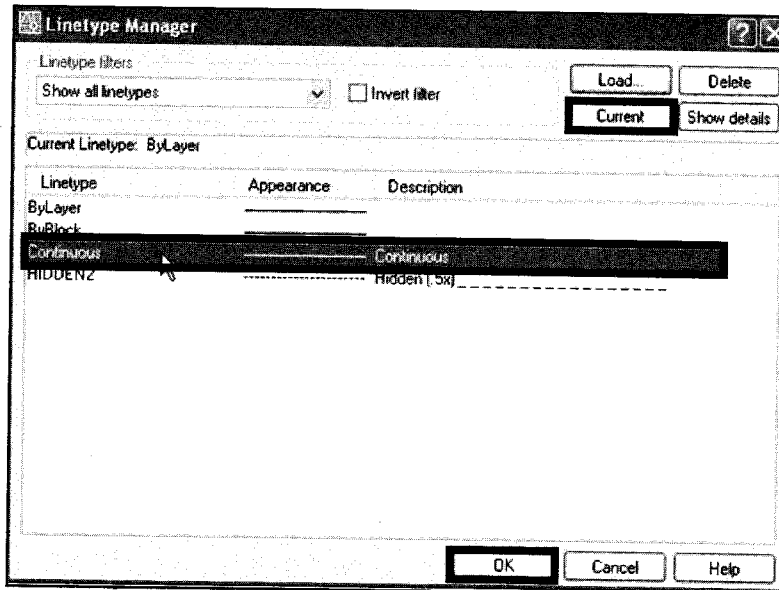 Linetype Manager
Linetype filters
Show all linetypes
Invert filter
Load...
Delete
Current
Show details
Current Linetype: ByLayer
Linetype Appearance Description
ByLayer
ByBlock
Continuous Continuous
HIDDEN2 Hidden (.5x)
OK Cancel Help